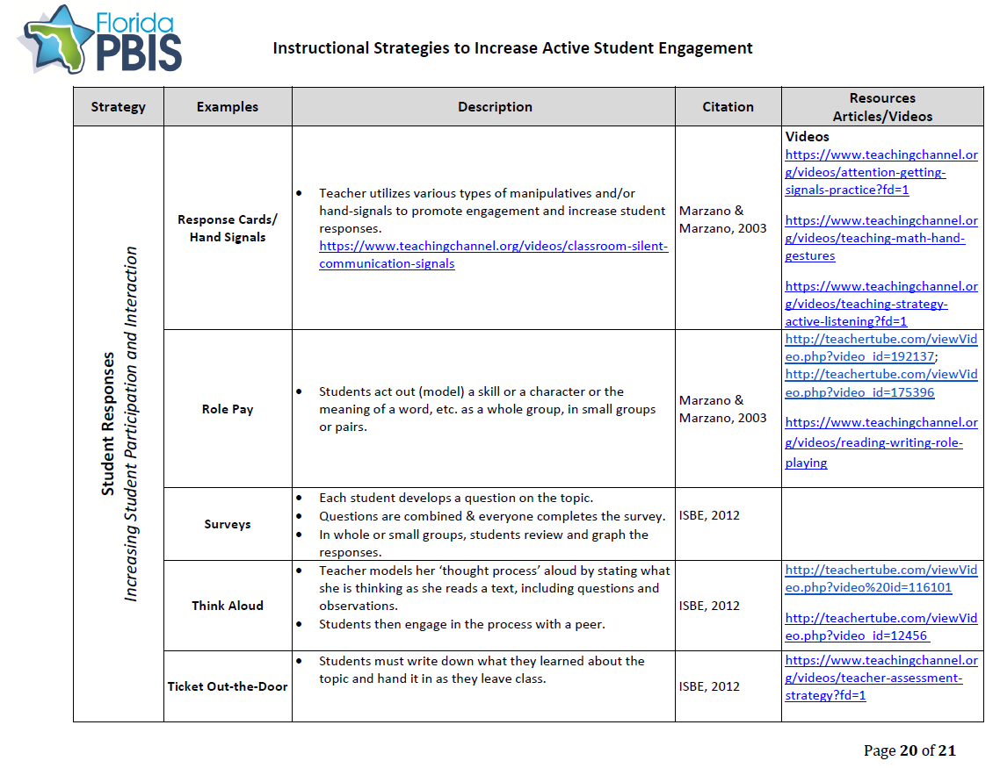 Florida
PBIS
Instructional Strategies to Increase Active Student Engagement
Strategy
Examples
Description
Citation
Resources
Articles/Videos
Student Responses
Increasing Student Participation and Interaction
Response Cards/
Hand Signals
• Teacher utilizes various types of manipulatives and/or
hand-signals to promote engagement and increase student
responses.
https://www.teachingchannel.org/videos/classroom-silent-
communication-signals
Marzano &
Marzano, 2003
Videos
https://www.teachingchannel.or
g/videos/attention-getting-
signals-practice?fd=1
https://www.teachingchannel.or
g/videos/teaching-math-hand-
gestures
https://www.teachingchannel.or
g/videos/teaching-strategy-
active-listening?fd=1
Role Pay
• Students act out (model) a skill or a character or the
meaning of a word, etc. as a whole group, in small groups
or pairs.
Marzano &
Marzano, 2003
http://teachertube.com/viewVid
eo.php?video_id=192137;
http://teachertube.com/viewVid
eo.php?video_id=175396
https://www.teachingchannel.or
g/videos/reading-writing-role-
playing
Surveys
• Each student develops a question on the topic.
• Questions are combined & everyone completes the survey.
• In whole or small groups, students review and graph the
responses.
ISBE, 2012
Think Aloud
• Teacher models her ‘thought process’ aloud by stating what
she is thinking as she reads a text, including questions and
observations.
• Students then engage in the process with a peer.
ISBE, 2012
http://teachertube.com/viewVid
eo.php?video%20id=116101
http://teachertube.com/viewVid
eo.php?video_id=12456
Ticket Out-the-Door
• Students must write down what they learned about the
topic and hand it in as they leave class.
ISBE, 2012
https://www.teachingchannel.or
g/videos/teacher-assessment-
strategy?fd=1
Page 20 of 21